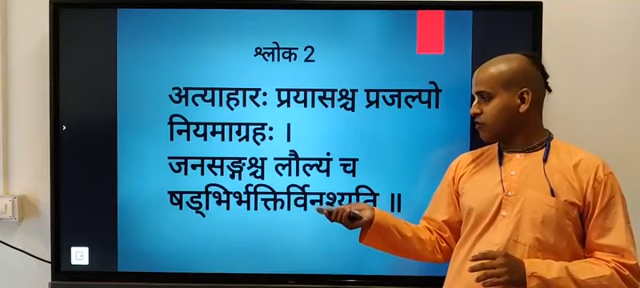 श्लोक 2
अत्याहारः प्रयासश्च प्रजल्पो
नियमाग्रहः ।
जनसङ्गश्च लौल्यं च
षड्भिर्भक्तिर्विनश्यति ॥